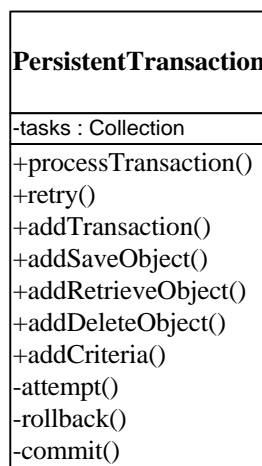 PersistentTransaction
-tasks : Collection
+processTransaction()
+retry()
+addTransaction()
+addSaveObject()
+addRetrieveObject()
+addDeleteObject()
+addCriteria()
-attempt()
-rollback()
-commit()